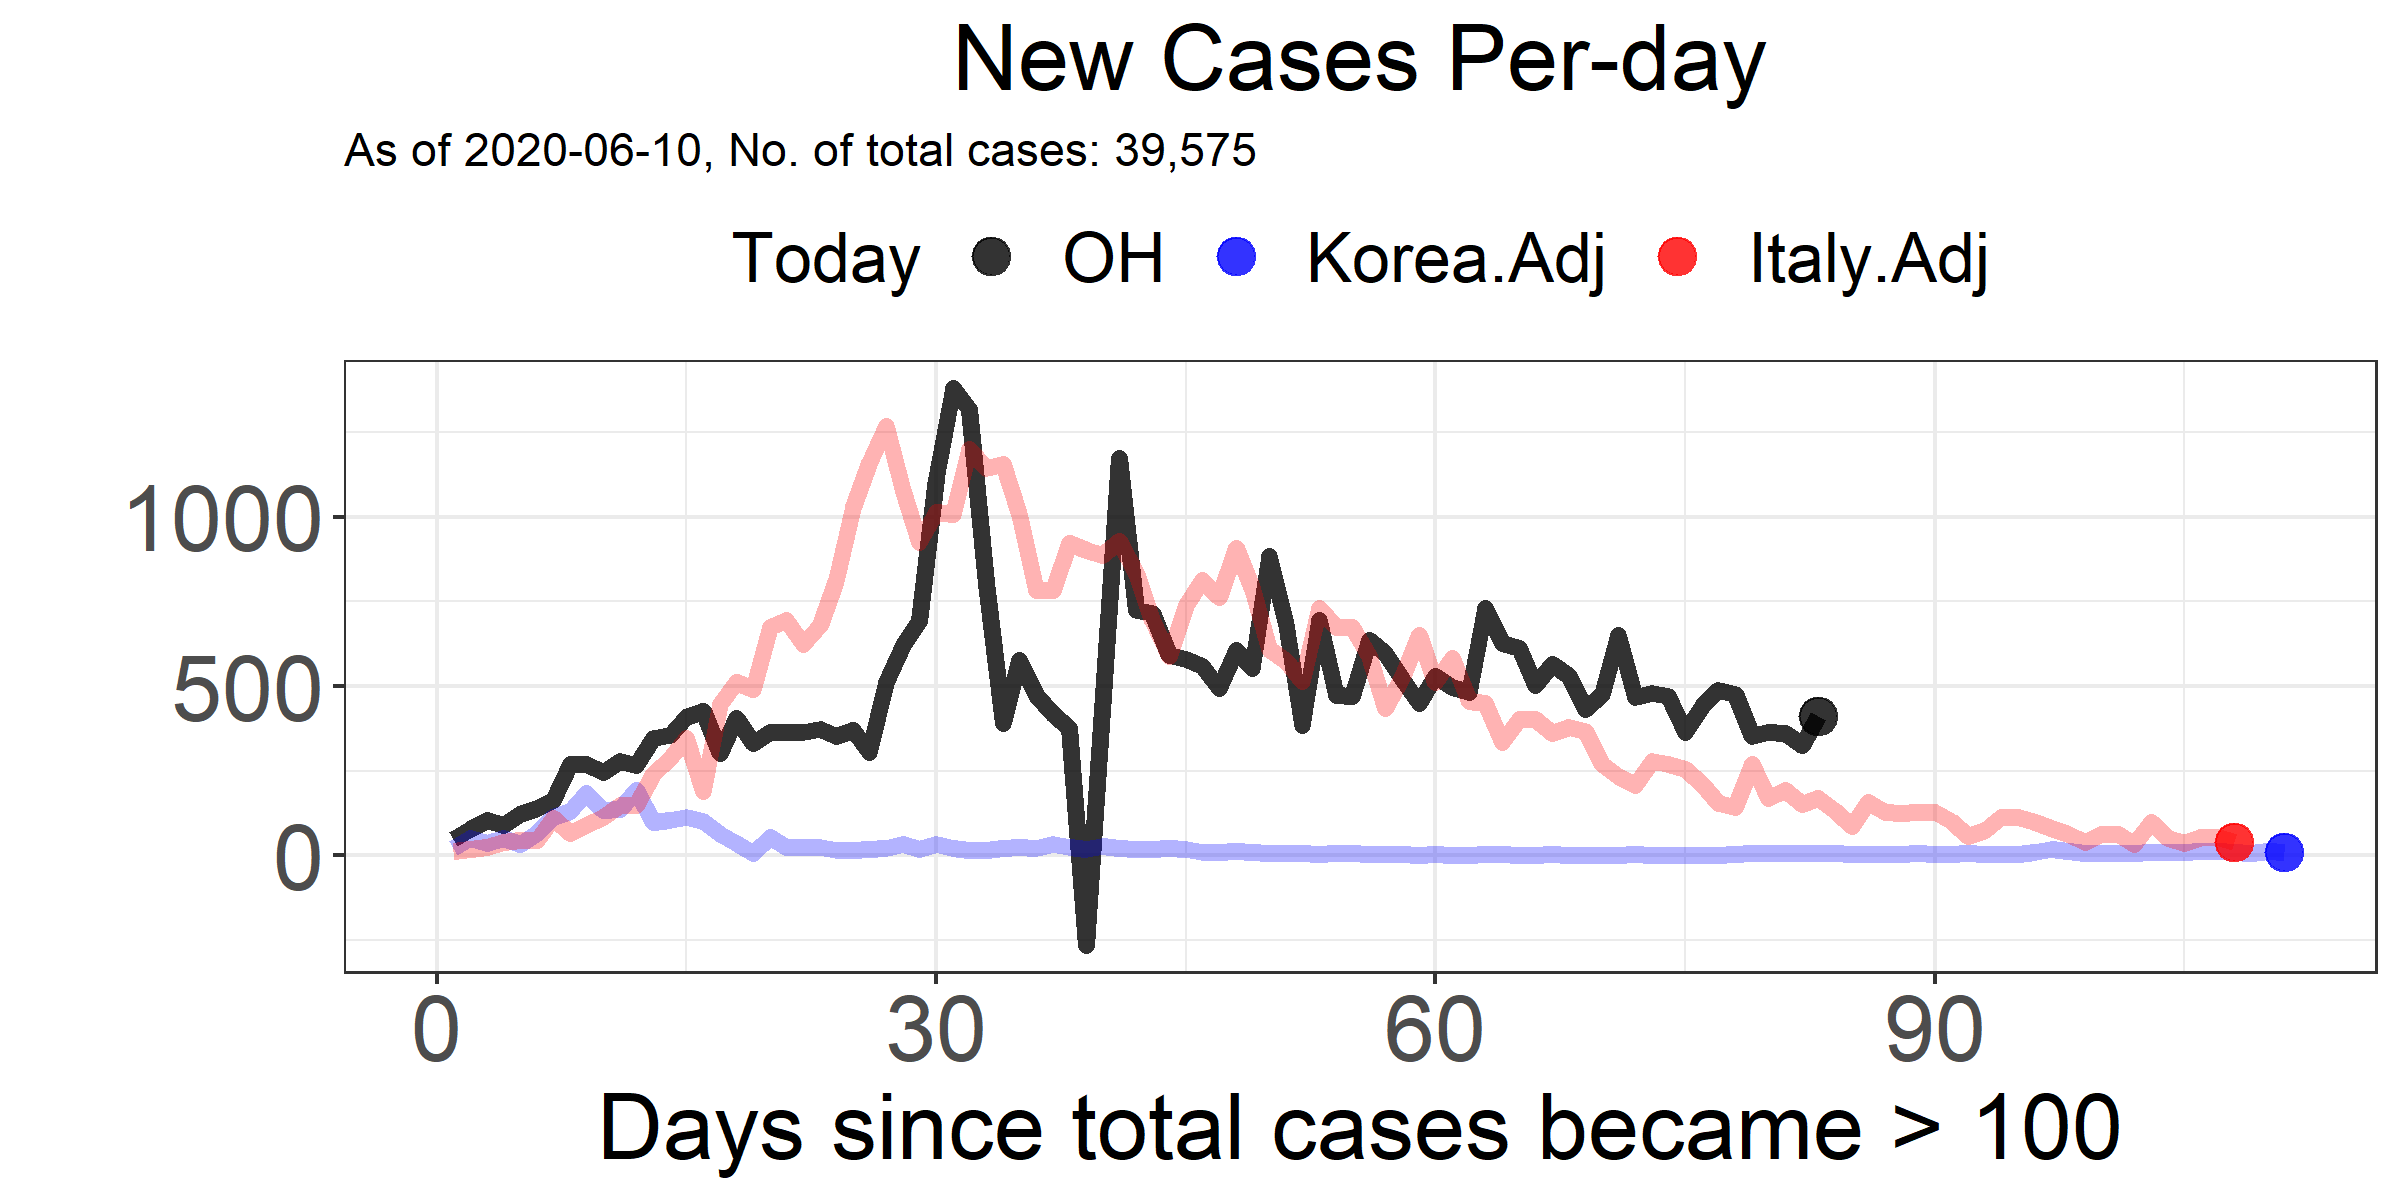 New Cases Per-day
As of 2020-06-10, No. of total cases: 39,575
Today OH Korea.Adj Italy.Adj
1000
500
0
0 30 60 90
Days since total cases became > 100